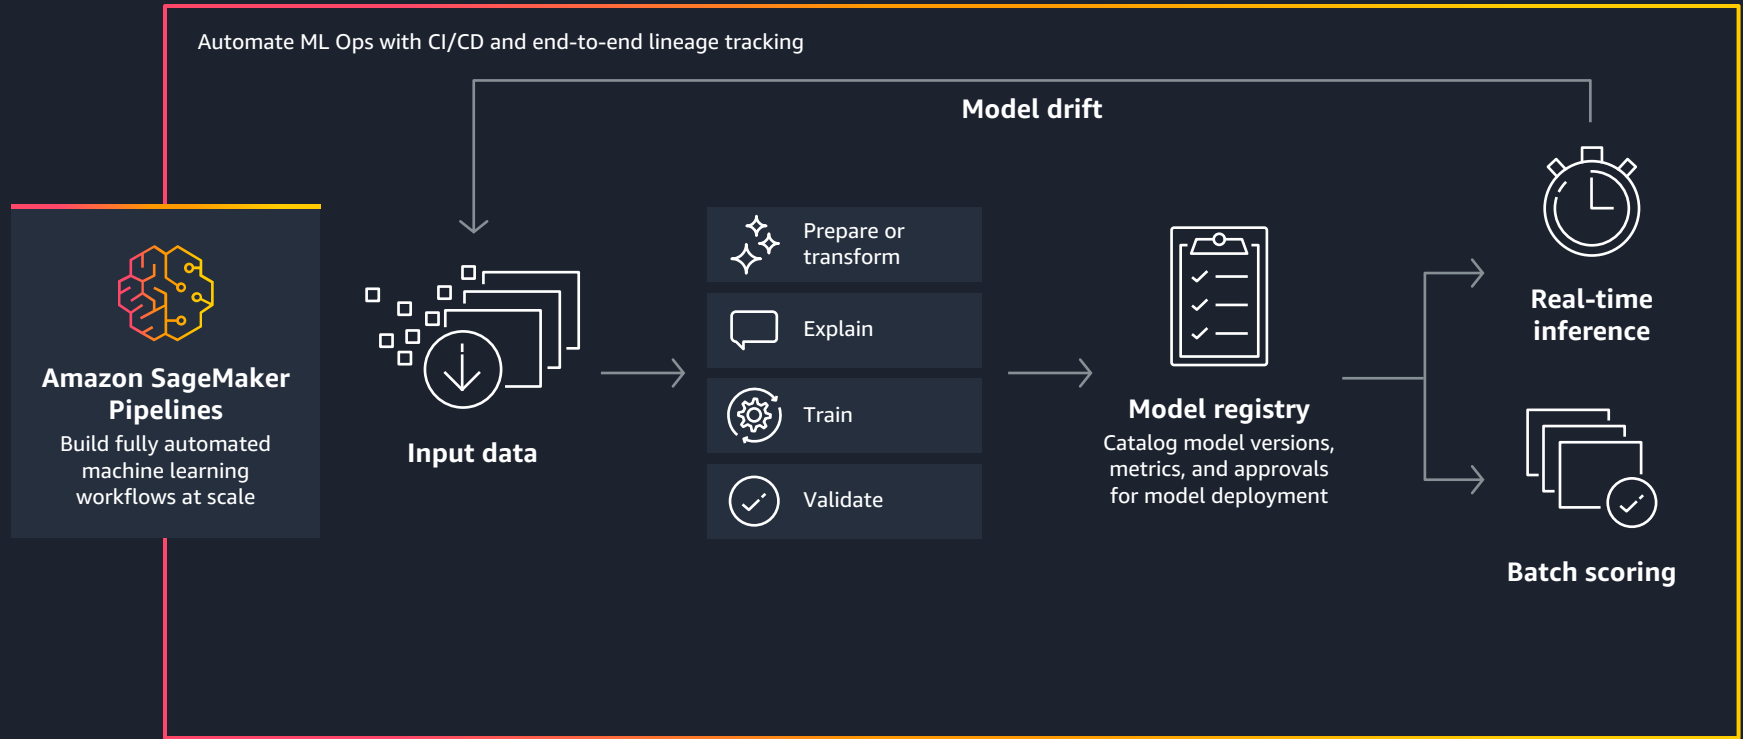 Automate ML Ops with CI/CD and end-to-end lineage tracking
Model drift
Amazon SageMaker
Pipelines
Build fully automated
machine learning
workflows at scale
Input data
Prepare or
transform
Explain
Train
Validate
Model registry
Catalog model versions,
metrics, and approvals
for model deployment
Real-time
inference
Batch scoring